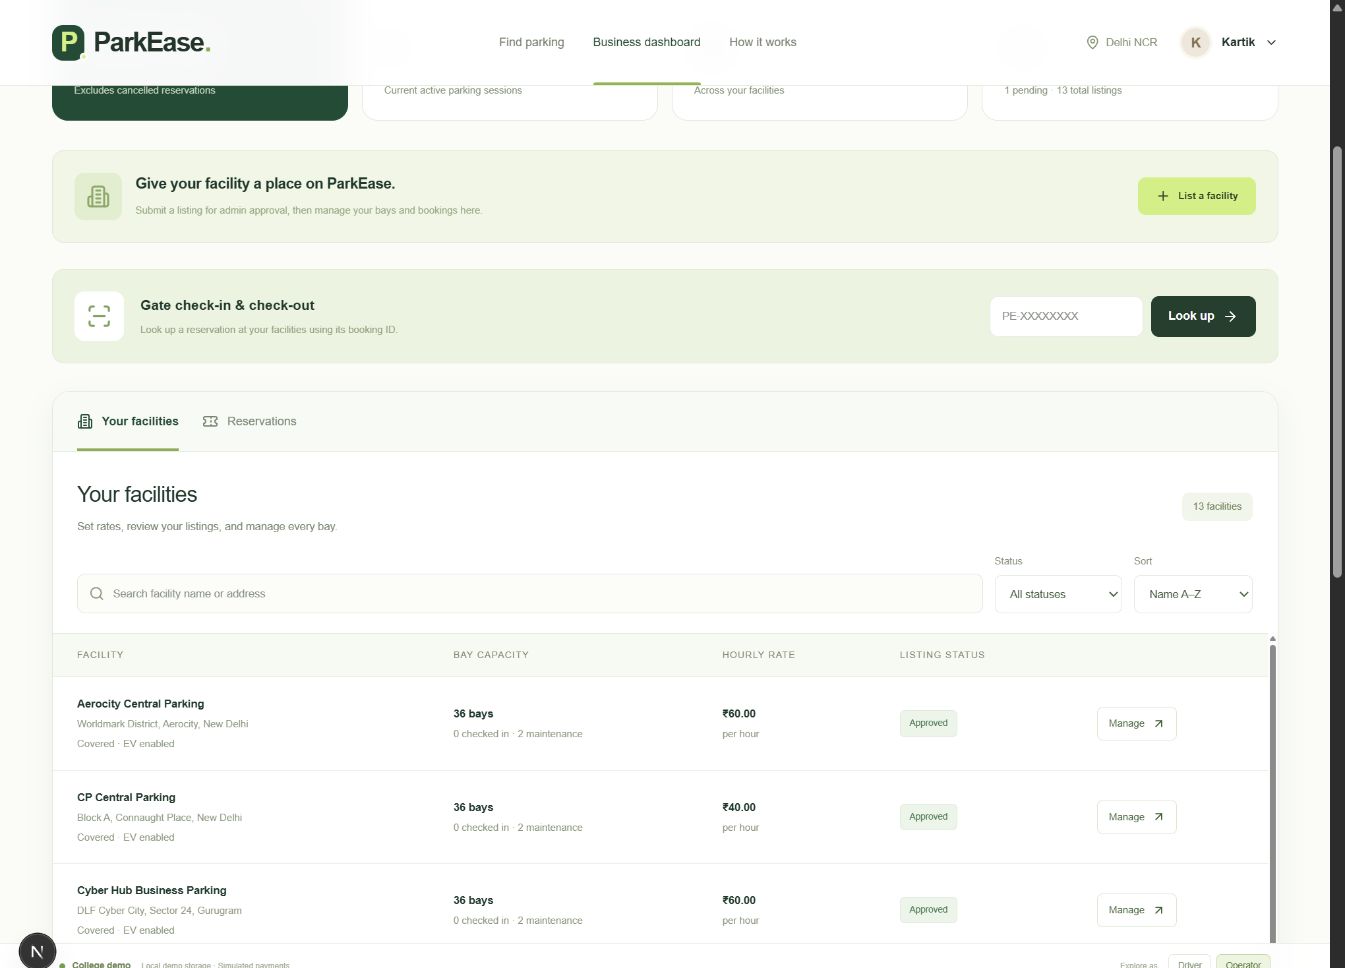 P ParkEase.
Find parking
Business dashboard
How it works
Delhi NCR
K Kartik
Excludes cancelled reservations
Current active parking sessions
Across your facilities
1 pending · 13 total listings
Give your facility a place on ParkEase.
Submit a listing for admin approval, then manage your bays and bookings here.
+ List a facility
Gate check-in & check-out
Look up a reservation at your facilities using its booking ID.
PE-XXXXXXXX
Look up →
Your facilities
Reservations
Your facilities
Set rates, review your listings, and manage every bay.
13 facilities
Status
Sort
Search facility name or address
All statuses
Name A–Z
FACILITY
BAY CAPACITY
HOURLY RATE
LISTING STATUS
Aerocity Central Parking
Worldmark District, Aerocity, New Delhi
Covered · EV enabled
36 bays
0 checked in · 2 maintenance
₹60.00
per hour
Approved
Manage
CP Central Parking
Block A, Connaught Place, New Delhi
Covered · EV enabled
36 bays
0 checked in · 2 maintenance
₹40.00
per hour
Approved
Manage
Cyber Hub Business Parking
DLF Cyber City, Sector 24, Gurugram
Covered · EV enabled
36 bays
0 checked in · 2 maintenance
₹60.00
per hour
Approved
Manage
N
College demo
Local demo storage · Simulated payments
Explore as
Driver
Operator